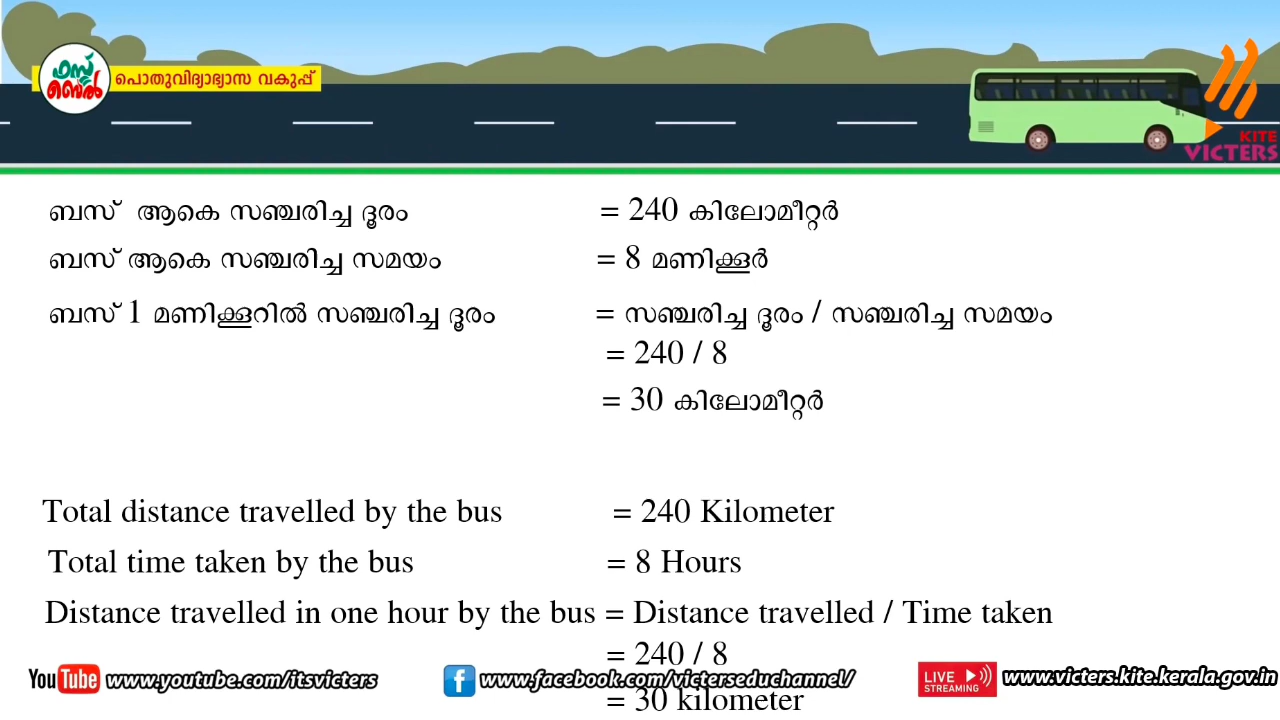 ഫസ്റ്റ്
ബെൽ
പൊതുവിദ്യാഭ്യാസ വകുപ്പ്
KITE
VICTERS
ബസ് ആകെ സഞ്ചരിച്ച ദൂരം = 240 കിലോമീറ്റർ
ബസ് ആകെ സഞ്ചരിച്ച സമയം = 8 മണിക്കൂർ
ബസ് 1 മണിക്കൂറിൽ സഞ്ചരിച്ച ദൂരം = സഞ്ചരിച്ച ദൂരം / സഞ്ചരിച്ച സമയം
= 240 / 8
= 30 കിലോമീറ്റർ
Total distance travelled by the bus = 240 Kilometer
Total time taken by the bus = 8 Hours
Distance travelled in one hour by the bus = Distance travelled / Time taken
= 240 / 8
YouTube www.youtube.com/itsvicters f www.facebook.com/victerseduchannel/ LIVE STREAMING www.victers.kite.kerala.gov.in
= 30 kilometer